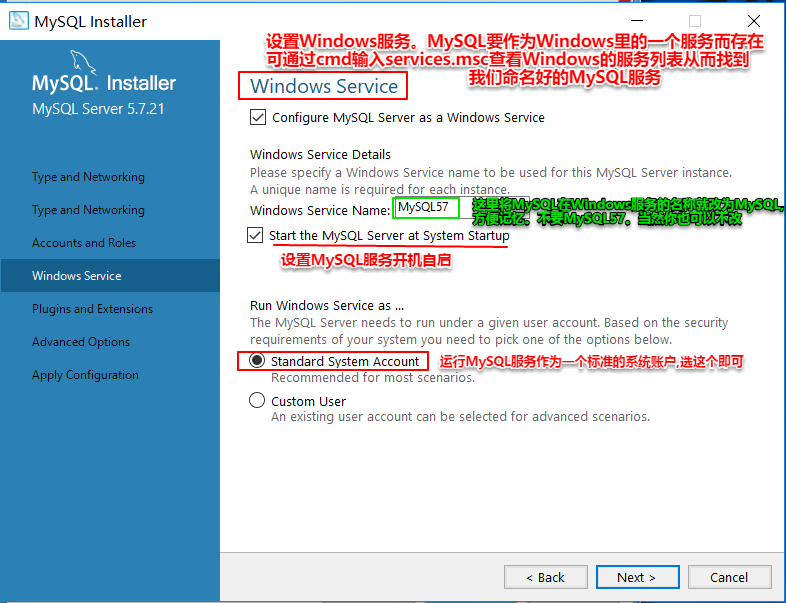 MySQL Installer
设置Windows服务。MySQL要作为Windows里的一个服务而存在
可通过cmd输入services.msc查看Windows的服务列表从而找到
我们命名好的MySQL服务
MySQL. Installer
MySQL Server 5.7.21
Type and Networking
Type and Networking
Accounts and Roles
Windows Service
Plugins and Extensions
Advanced Options
Apply Configuration
Windows Service
Configure MySQL Server as a Windows Service
Windows Service Details
Please specify a Windows Service name to be used for this MySQL Server instance.
A unique name is required for each instance.
Windows Service Name: MySQL57
这里将MySQL在Windows服务的名称就改为MySQL,
方便记忆。不要MySQL57。当然你也可以不改
Start the MySQL Server at System Startup
设置MySQL服务开机自启
Run Windows Service as ...
The MySQL Server needs to run under a given user account. Based on the security
requirements of your system you need to pick one of the options below.
Standard System Account 运行MySQL服务作为一个标准的系统账户,选这个即可
Recommended for most scenarios.
Custom User
An existing user account can be selected for advanced scenarios.
< Back Next > Cancel